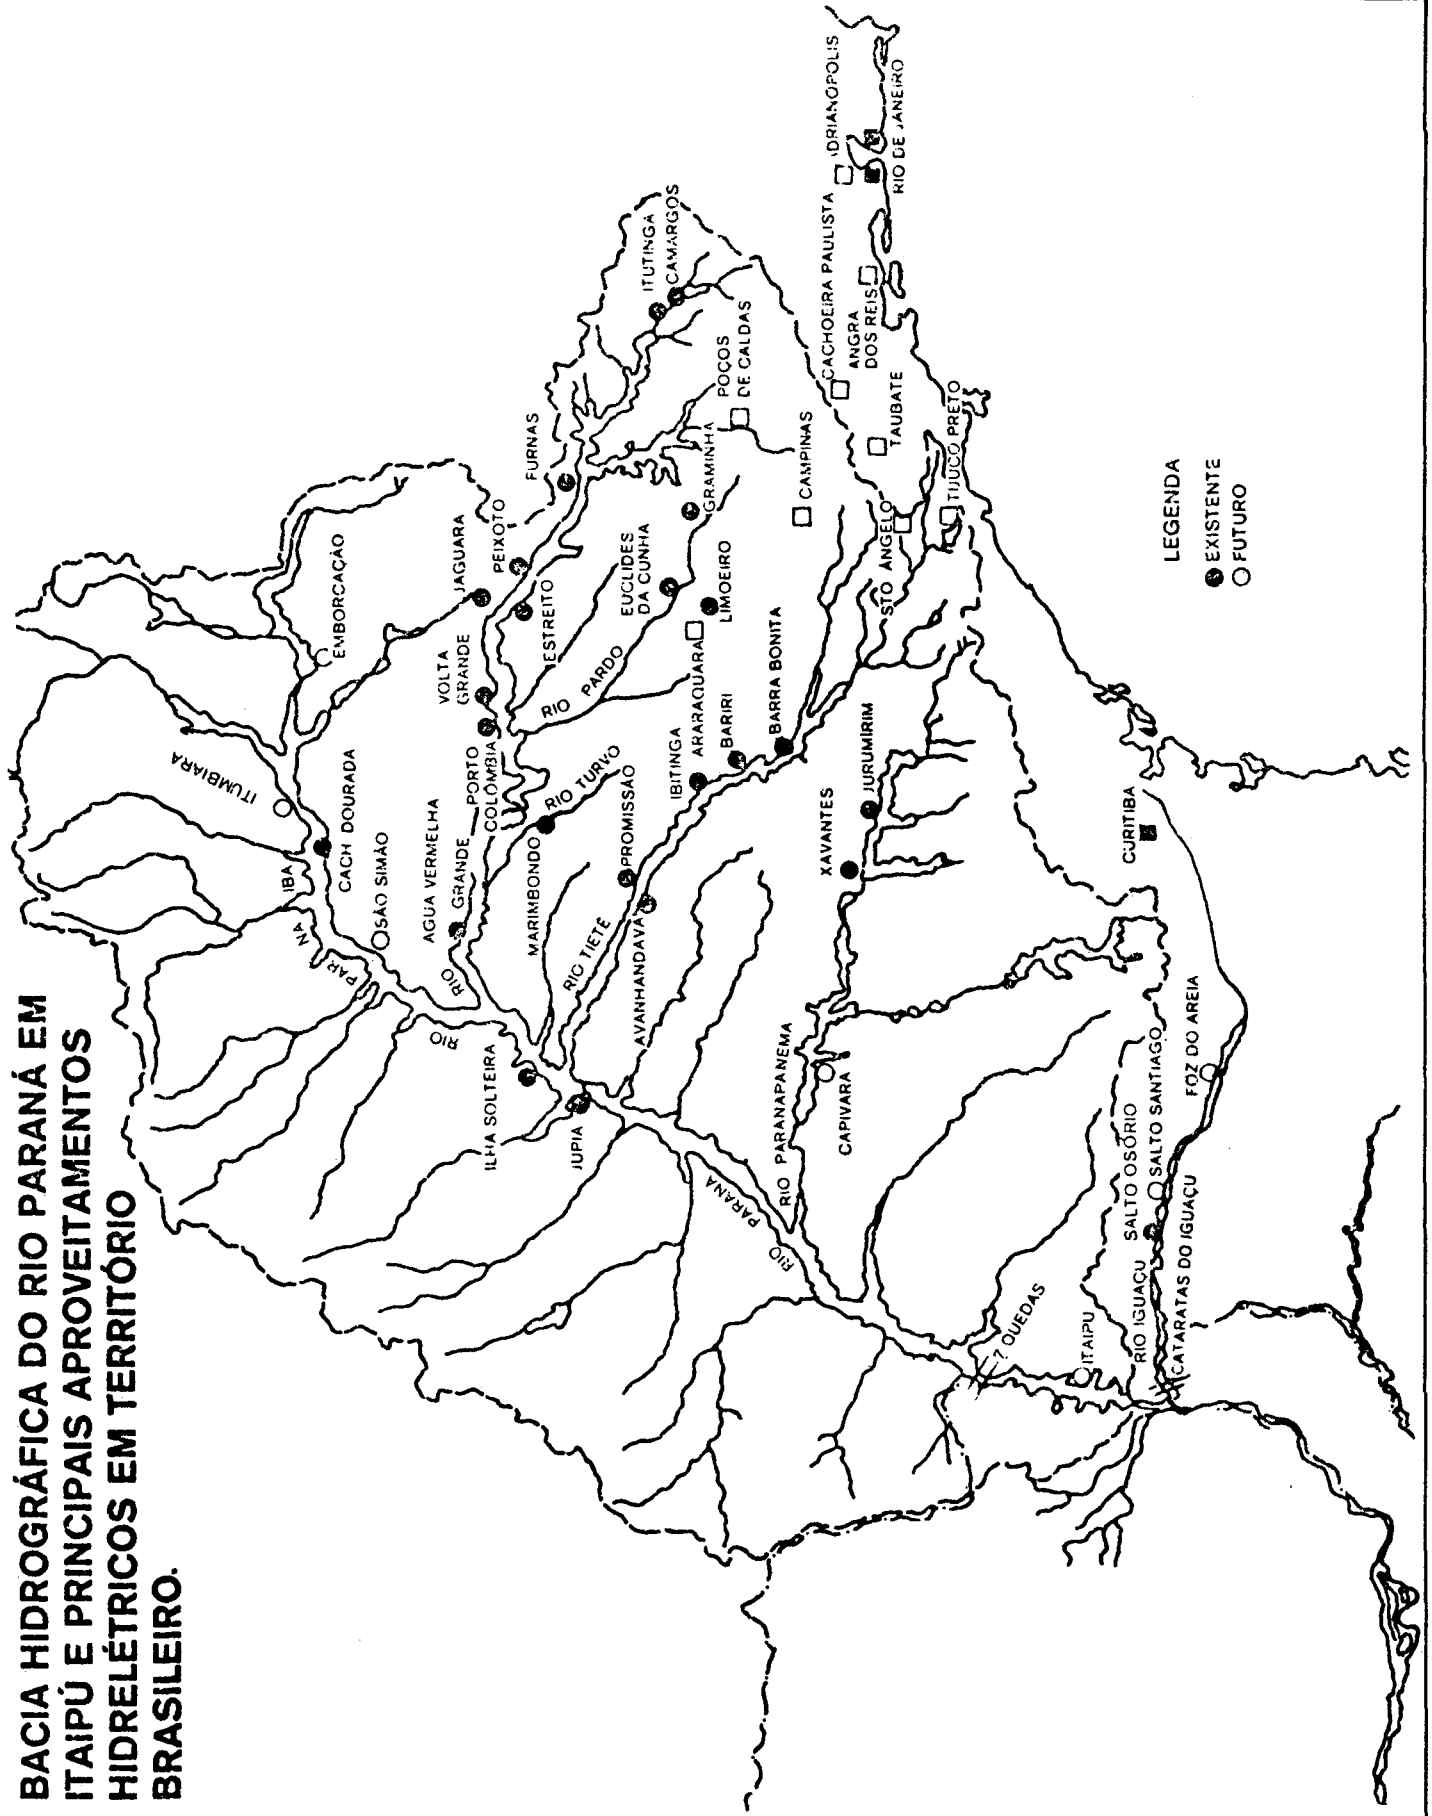 BACIA HIDROGRÁFICA DO RIO PARANÁ EM
ITAIPÚ E PRINCIPAIS APROVEITAMENTOS
HIDRELÉTRICOS EM TERRITÓRIO
BRASILEIRO.
ITUMBIARA
EMBORCAÇÃO
IBA
NA
PAR
CACH DOURADA
SÃO SIMÃO
AGUA VERMELHA
RIO
GRANDE
PORTO
COLÔMBIA
VOLTA
GRANDE
JAGUARA
PEIXOTO
ESTREITO
FURNAS
ITUTINGA
CAMARGOS
RIO
ILHA SOLTEIRA
JUPIA
MARIMBONDO
RIO TURVO
RIO PARDO
EUCLIDES
DA CUNHA
GRAMINHA
LIMOEIRO
POÇOS
DE CALDAS
RIO TIETE
AVANHANDAVA
PROMISSÃO
IBITINGA
ARARAQUARA
BARIRI
BARRA BONITA
CAMPINAS
CACHOEIRA PAULISTA
ANGRA
DOS REIS
TAUBATE
DRIANOPOLIS
RIO DE JANEIRO
STO ANGELO
TIJUCO PRETO
RIO
PARANA
RIO PARANAPANEMA
CAPIVARA
XAVANTES
JURUMIRIM
7 QUEDAS
ITAIPU
RIO IGUAÇU
CATARATAS DO IGUAÇU
SALTO OSÓRIO
SALTO SANTIAGO
FOZ DO AREIA
CURITIBA
LEGENDA
EXISTENTE
FUTURO